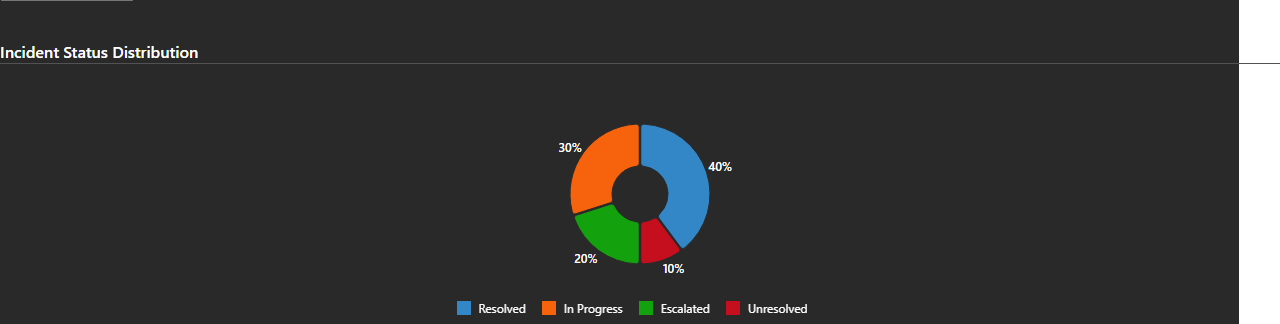 Incident Status Distribution
30%
40%
20%
10%
Resolved In Progress Escalated Unresolved